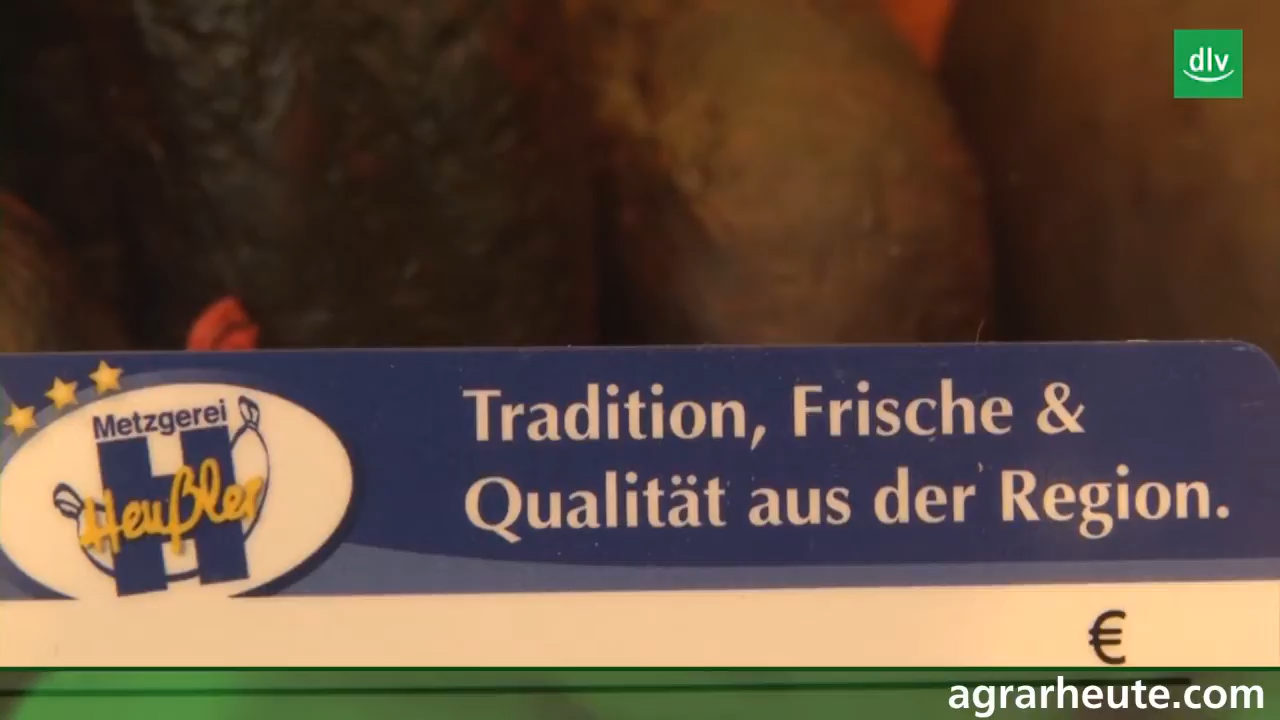 dlv
Tradition, Frische &
Qualität aus der Region.
Metzgerei
Heußler
€
agrarheute.com